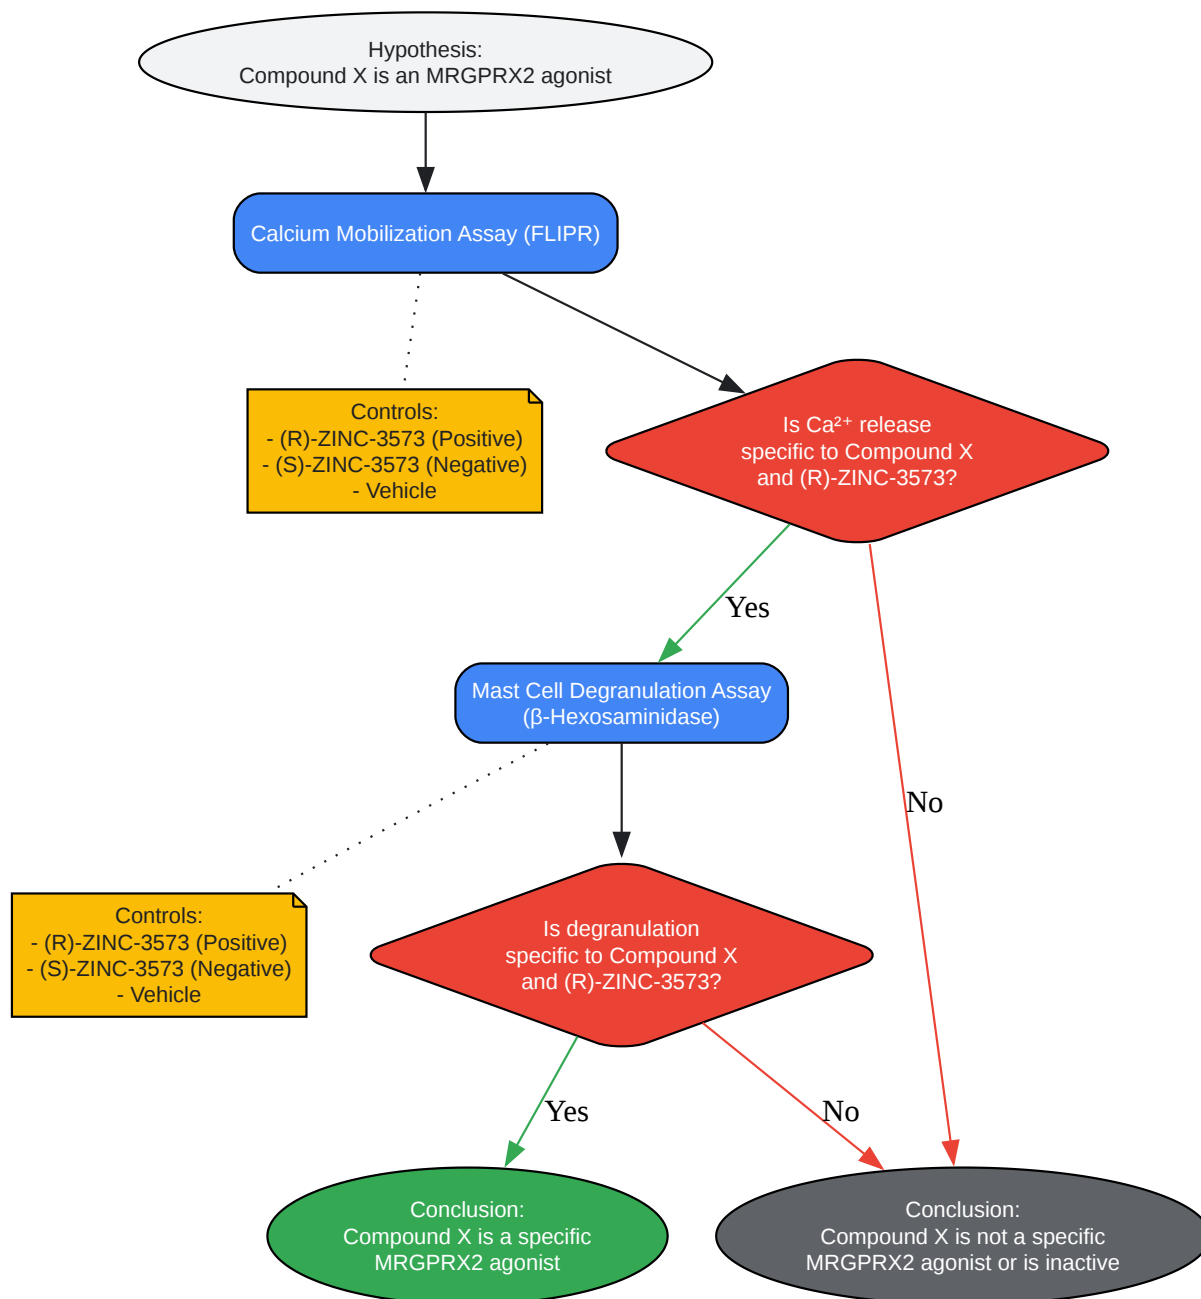 Hypothesis:
Compound X is an MRGPRX2 agonist
Calcium Mobilization Assay (FLIPR)
Controls:
- (R)-ZINC-3573 (Positive)
- (S)-ZINC-3573 (Negative)
- Vehicle
Is Ca²⁺ release
specific to Compound X
and (R)-ZINC-3573?
Yes
Mast Cell Degranulation Assay
(β-Hexosaminidase)
No
Controls:
- (R)-ZINC-3573 (Positive)
- (S)-ZINC-3573 (Negative)
- Vehicle
Is degranulation
specific to Compound X
and (R)-ZINC-3573?
Yes
No
Conclusion:
Compound X is a specific
MRGPRX2 agonist
Conclusion:
Compound X is not a specific
MRGPRX2 agonist or is inactive